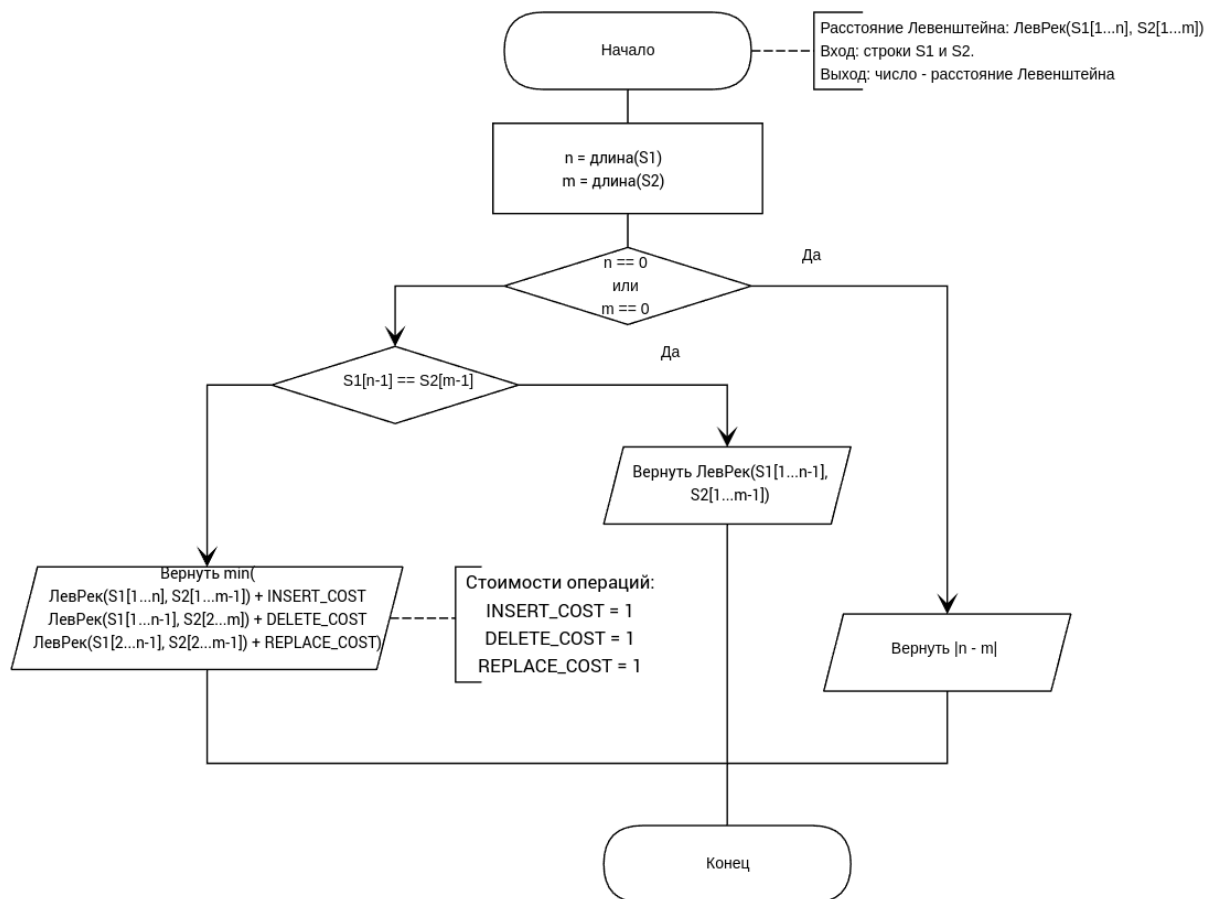 Начало
Расстояние Левенштейна: ЛевРек(S1[1...n], S2[1...m])
Вход: строки S1 и S2.
Выход: число - расстояние Левенштейна
n = длина(S1)
m = длина(S2)
n == 0
или
m == 0
Да
S1[n-1] == S2[m-1]
Да
Вернуть ЛевРек(S1[1...n-1],
S2[1...m-1])
Вернуть min(
ЛевРек(S1[1...n], S2[1...m-1]) + INSERT_COST
ЛевРек(S1[1...n-1], S2[2...m]) + DELETE_COST
ЛевРек(S1[2...n-1], S2[2...m-1]) + REPLACE_COST)
Стоимости операций:
INSERT_COST = 1
DELETE_COST = 1
REPLACE_COST = 1
Вернуть |n - m|
Конец